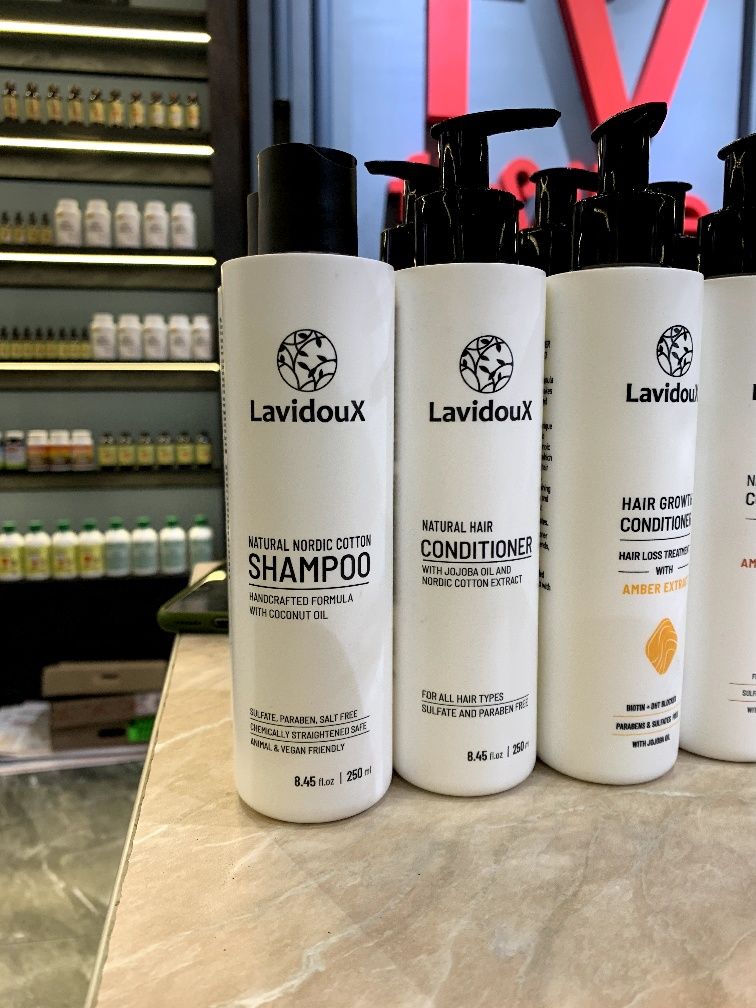 LavidouX
NATURAL NORDIC COTTON
SHAMPOO
HANDCRAFTED FORMULA
WITH COCONUT OIL
SULFATE, PARABEN, SALT FREE
CHEMICALLY STRAIGHTENED SAFE
ANIMAL & VEGAN FRIENDLY
8.45 fl.oz | 250 ml
LavidouX
NATURAL HAIR
CONDITIONER
WITH JOJOBA OIL AND
NORDIC COTTON EXTRACT
FOR ALL HAIR TYPES
SULFATE AND PARABEN FREE
8.45 fl.oz | 250 ml
LavidouX
HAIR GROWTH
CONDITIONER
HAIR LOSS TREATMENT
WITH
AMBER EXTRACT
BIOTIN + DHT BLOCKER
PARABENS & SULFATES FREE
WITH JOJOBA OIL